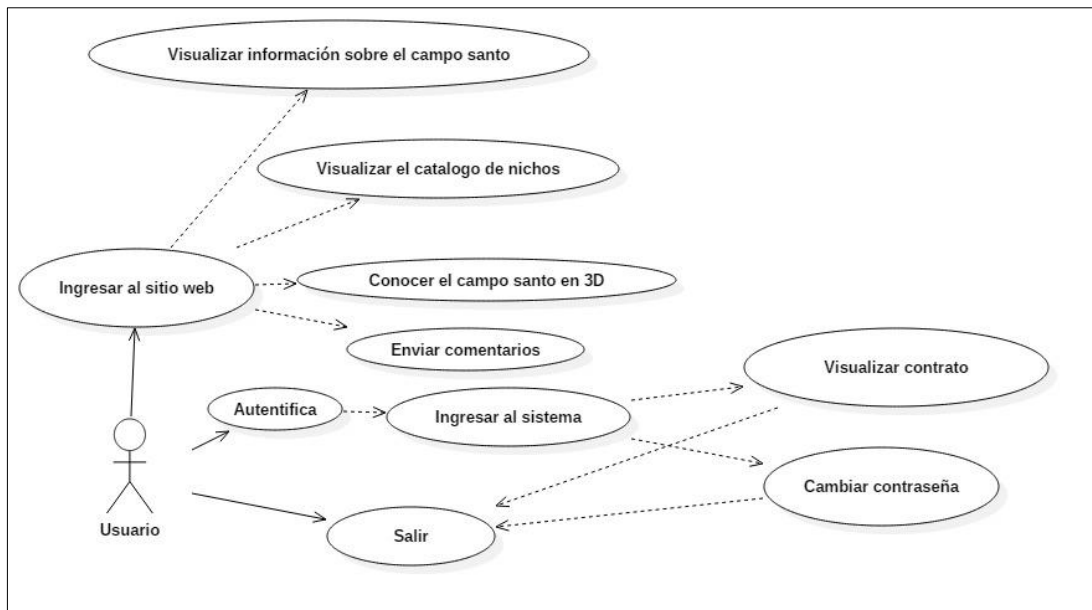 Visualizar información sobre el campo santo
Visualizar el catalogo de nichos
Ingresar al sitio web
Conocer el campo santo en 3D
Enviar comentarios
Visualizar contrato
Autentifica
Ingresar al sistema
Cambiar contraseña
Usuario
Salir